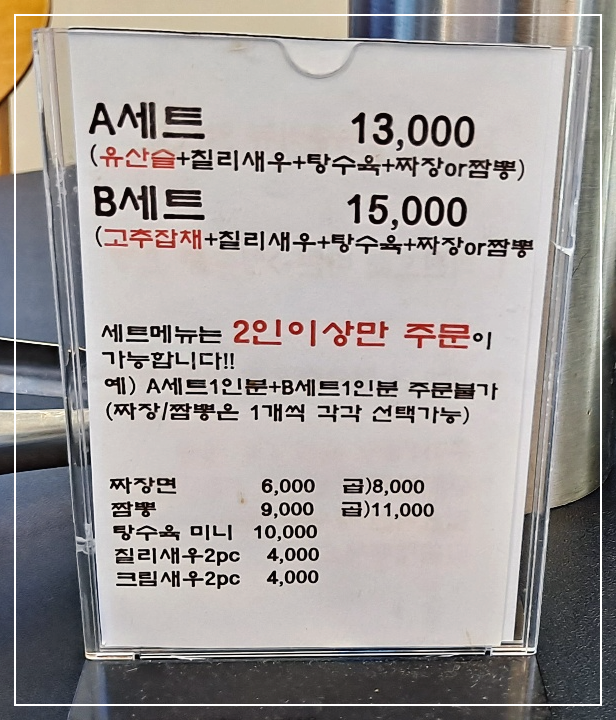 A세트 13,000
(유산슬+칠리새우+탕수육+짜장or짬뽕)
B세트 15,000
(고추잡채+칠리새우+탕수육+짜장or짬뽕
세트메뉴는 2인이상만 주문이
가능합니다!!
예) A세트1인분+B세트1인분 주문불가
(짜장/짬뽕은 1개씩 각각 선택가능)
짜장면 6,000 곱)8,000
짬뽕 9,000 곱)11,000
탕수육 미니 10,000
칠리새우2pc 4,000
크림새우2pc 4,000